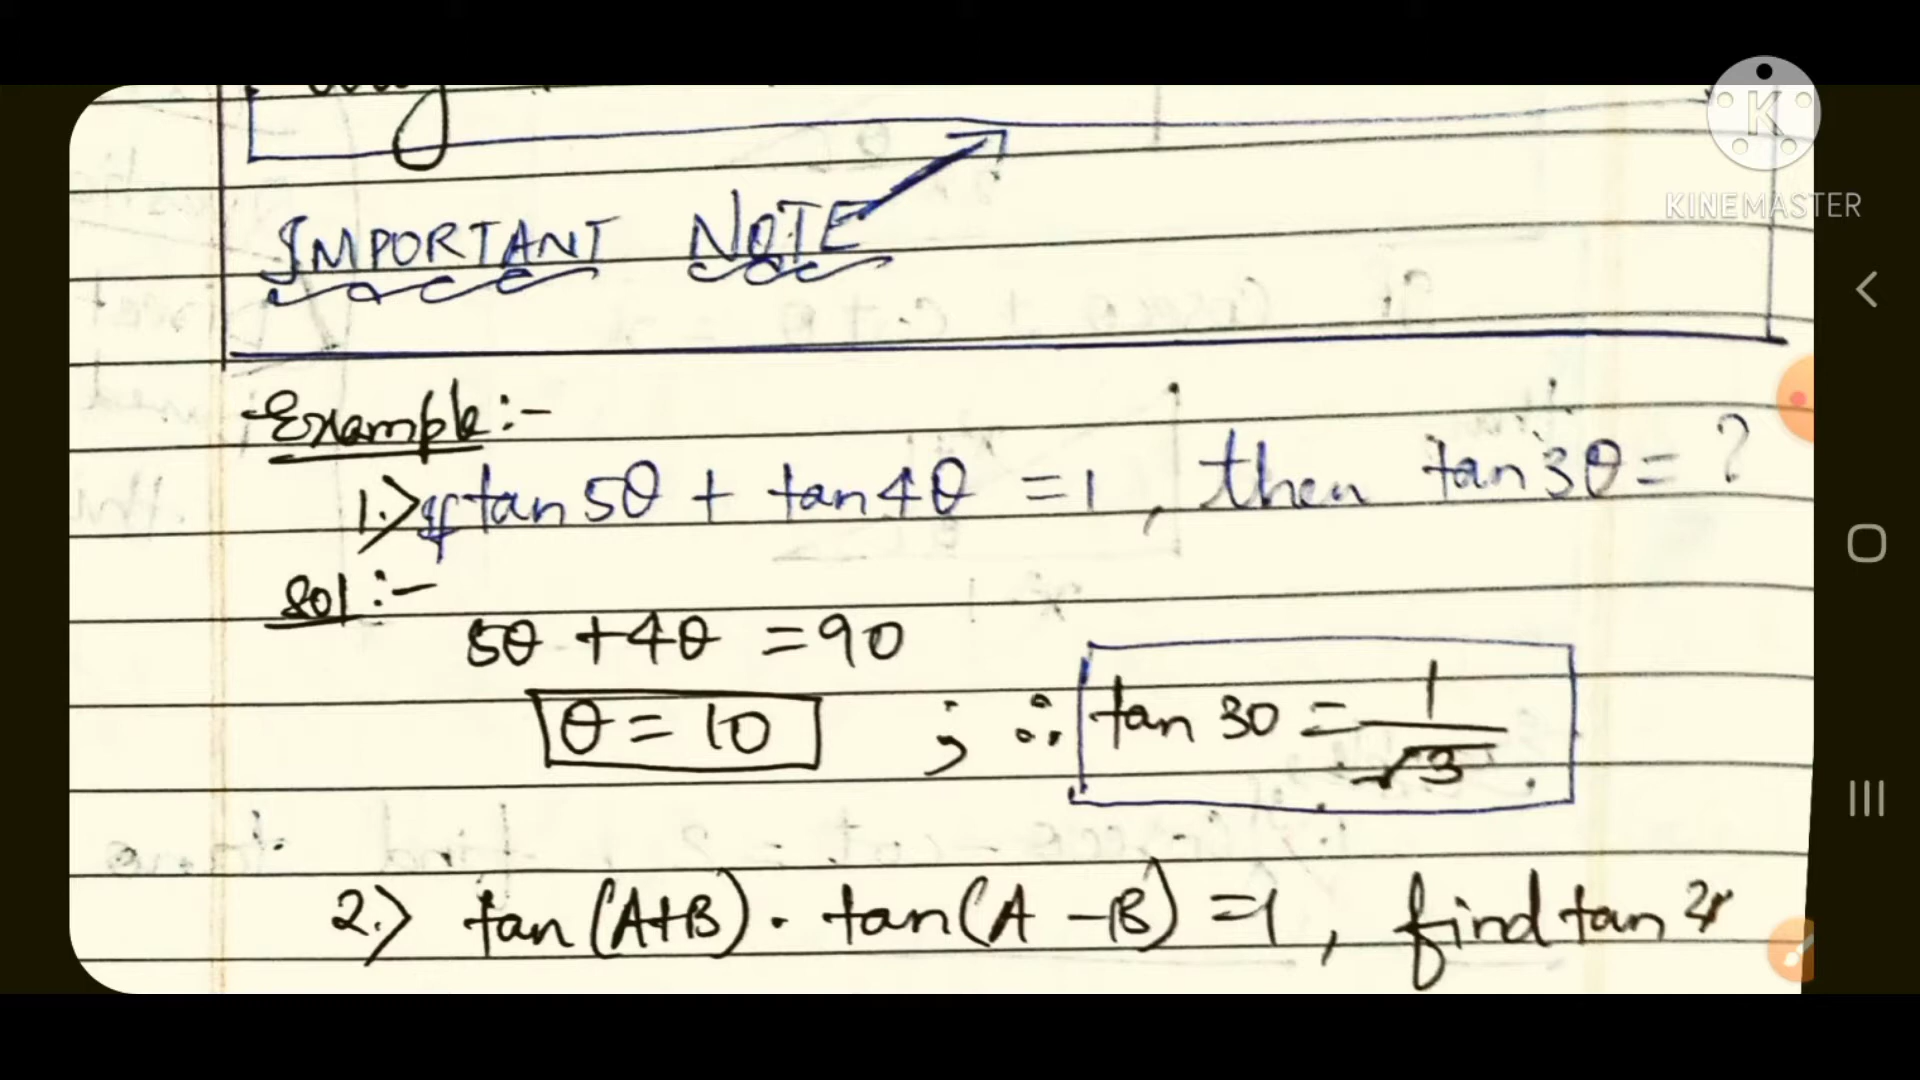 KINEMASTER
IMPORTANT NOTE
Example :-
1.> If tan 5θ + tan 4θ = 1 , then tan 3θ = ?
Sol :-
5θ + 4θ = 90
θ = 10 ; ∴ tan 30 = 1/√3
2.> tan (A+B) . tan (A - B) = 1 , find tan